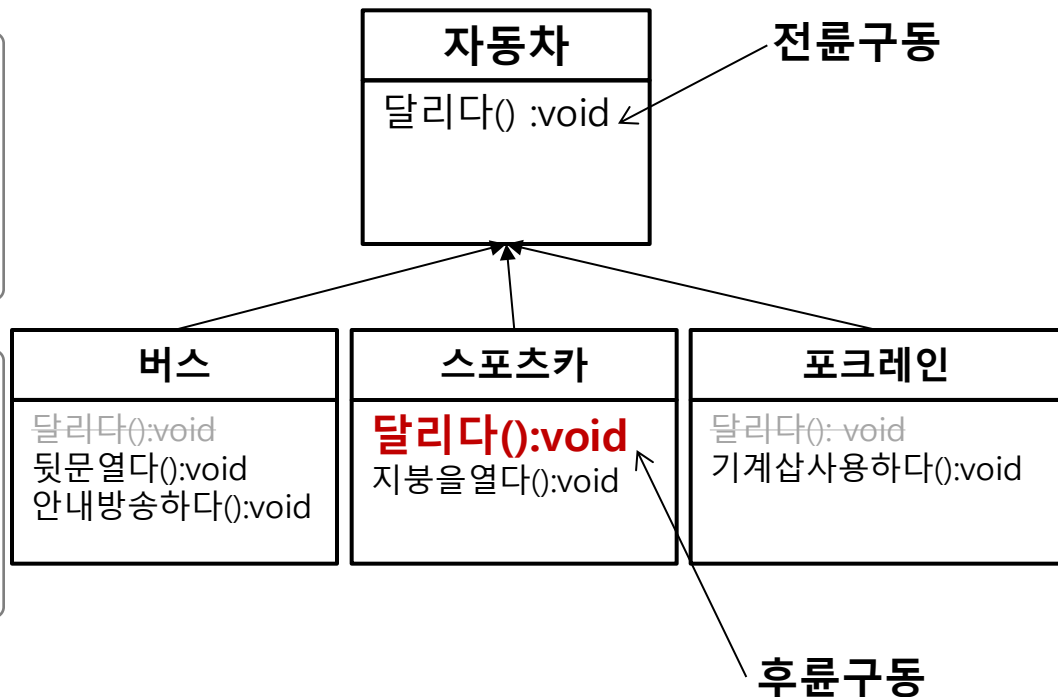 자동차
전륜구동
달리다() :void
버스
달리다():void
뒷문열다():void
안내방송하다():void
스포츠카
달리다():void
지붕을열다():void
포크레인
달리다(): void
기계삽사용하다():void
후륜구동